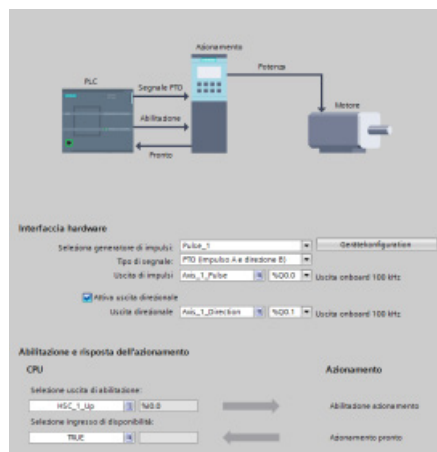 Azionamento
PLC
Segnale PTO
Potenza
Motore
Abilitazione
Pronto
Interfaccia hardware
Seleziona generatore di impulsi: Pulse_1 Gerätekonfiguration
Tipo di segnale: PTO (impulso A e direzione B)
Uscita di impulsi Axis_1_Pulse %Q0.0 Uscita onboard 100 kHz
Attiva uscita direzionale
Uscita direzionale Axis_1_Direction %Q0.1 Uscita onboard 100 kHz
Abilitazione e risposta dell'azionamento
CPU Azionamento
Selezione uscita di abilitazione:
HSC_1_Up %I0.0 Abilitazione azionamento
Selezione ingresso di disponibilità:
TRUE Azionamento pronto